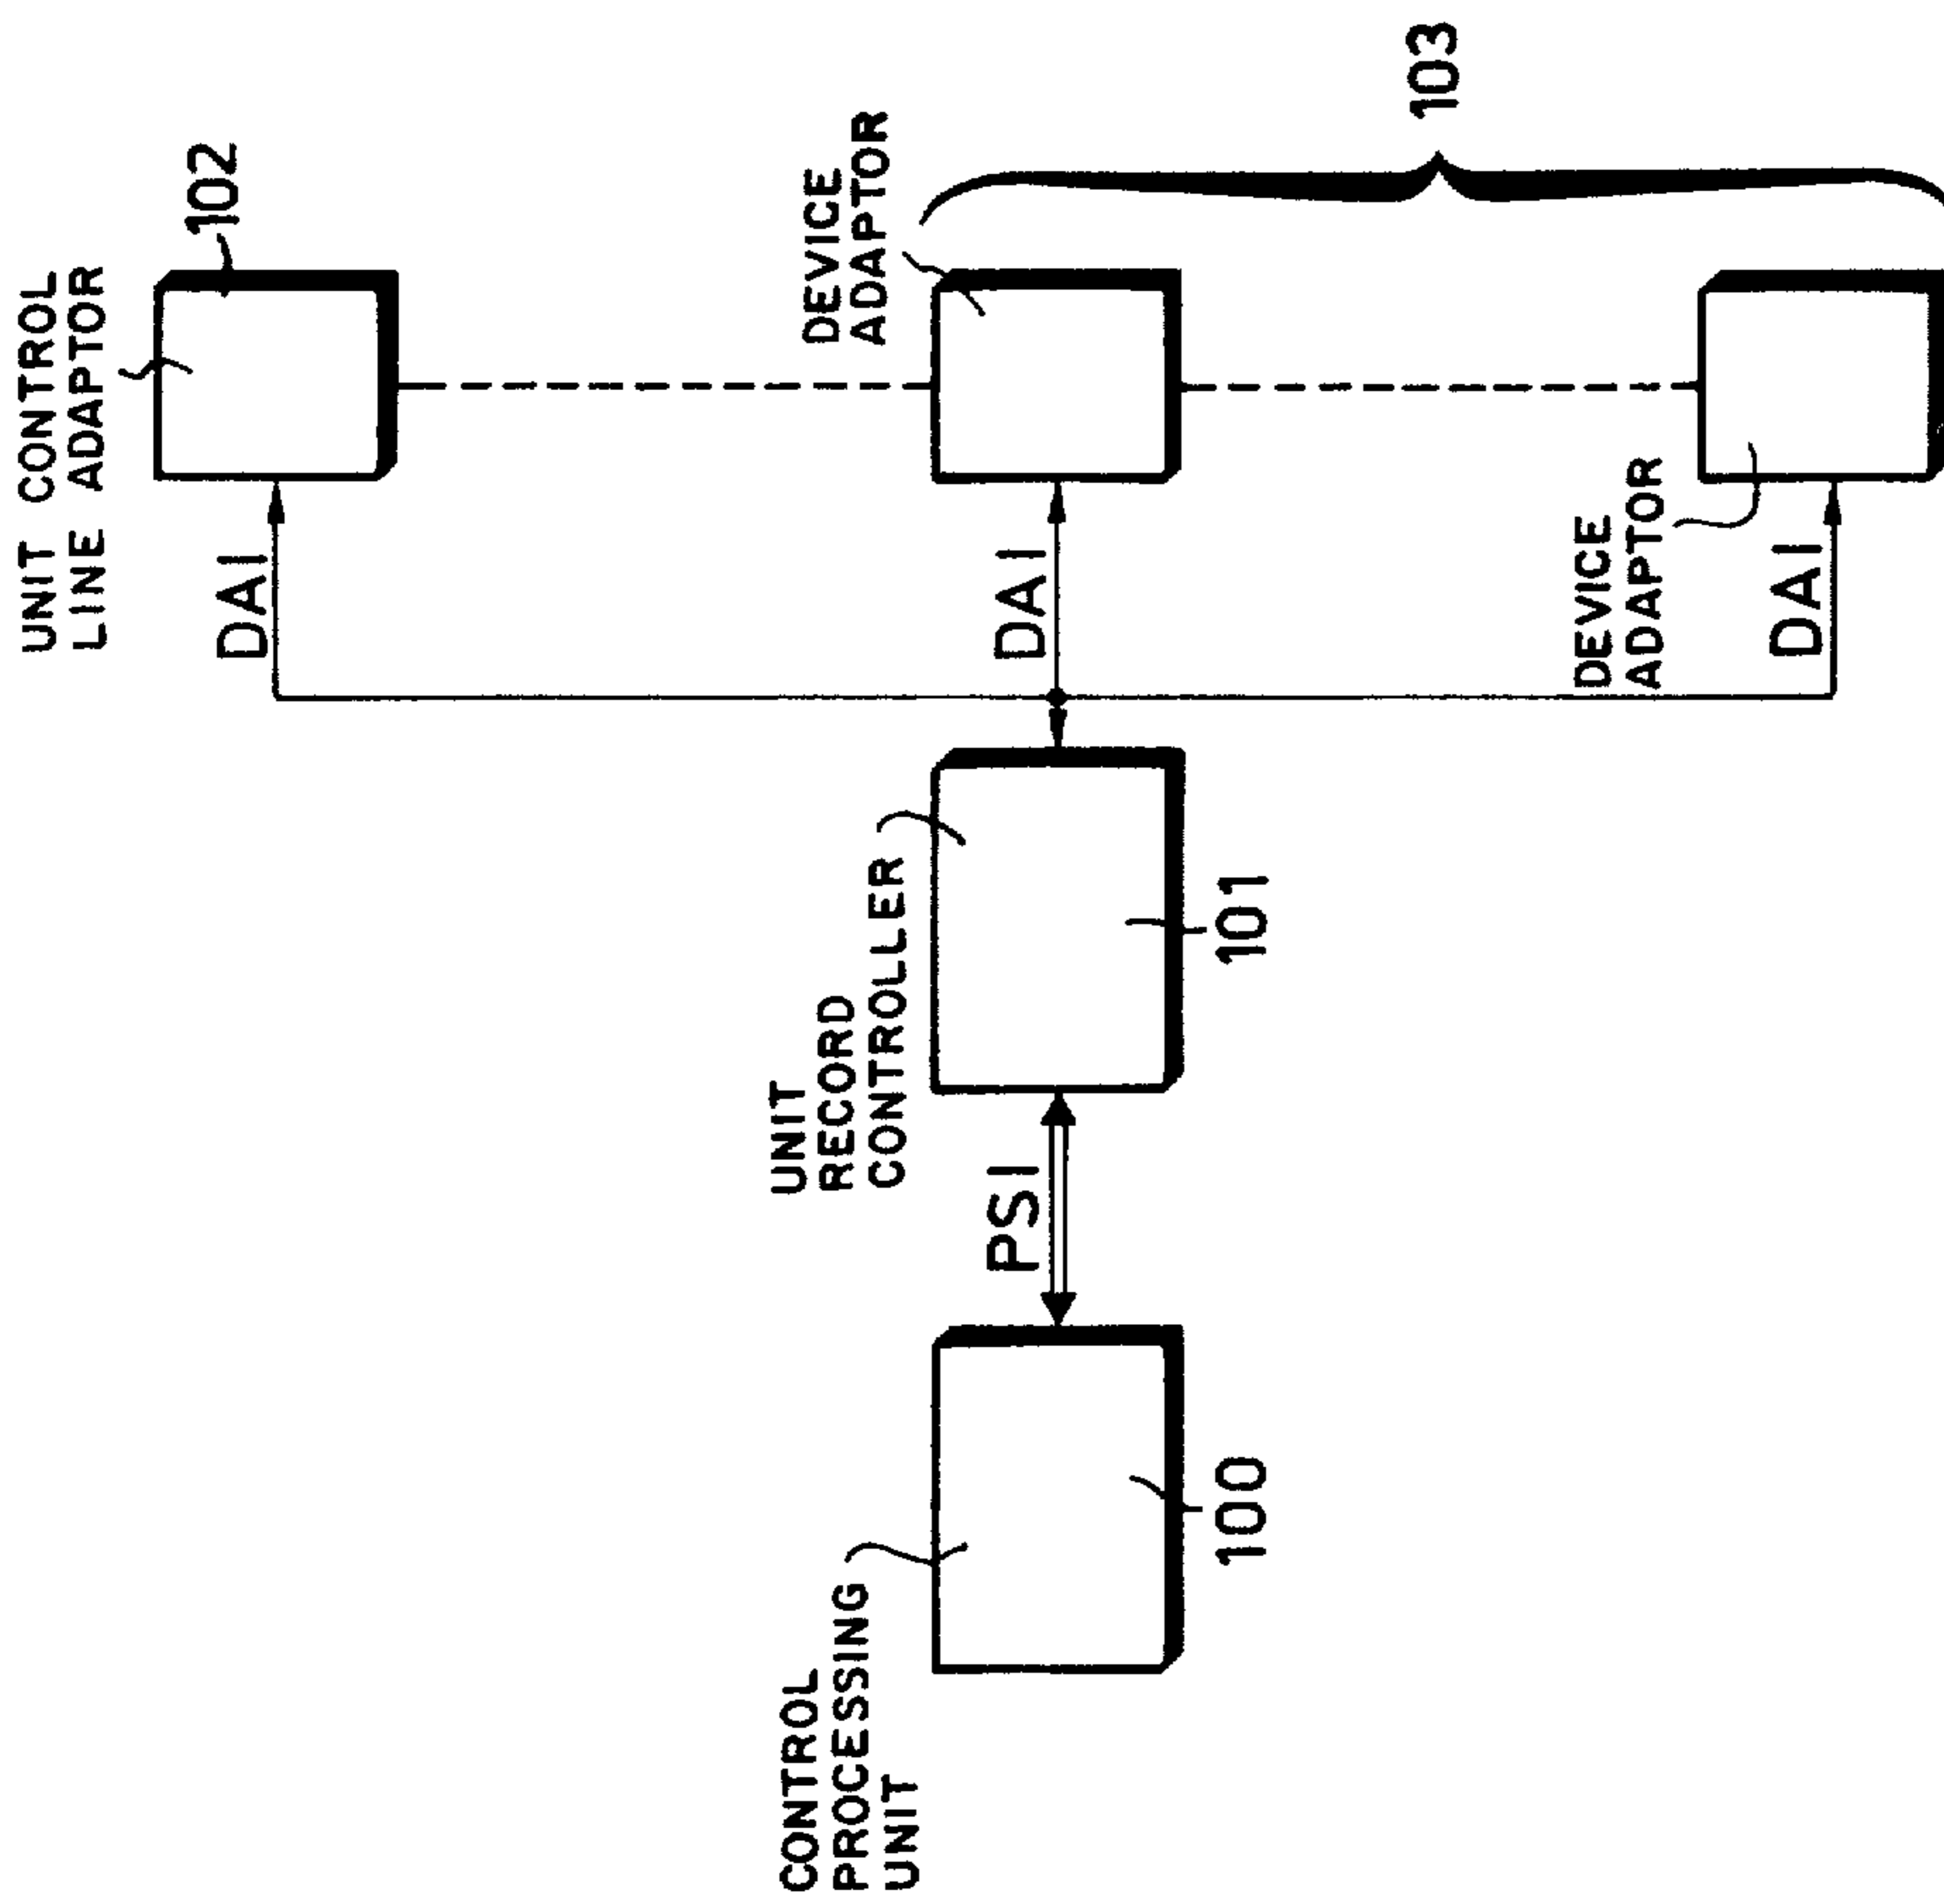 CONTROL
PROCESSING
UNIT
100
PSI
UNIT
RECORD
CONTROLLER
101
UNIT CONTROL
LINE ADAPTOR
102
DAI
DEVICE
ADAPTOR
DAI
103
DEVICE
ADAPTOR
DAI